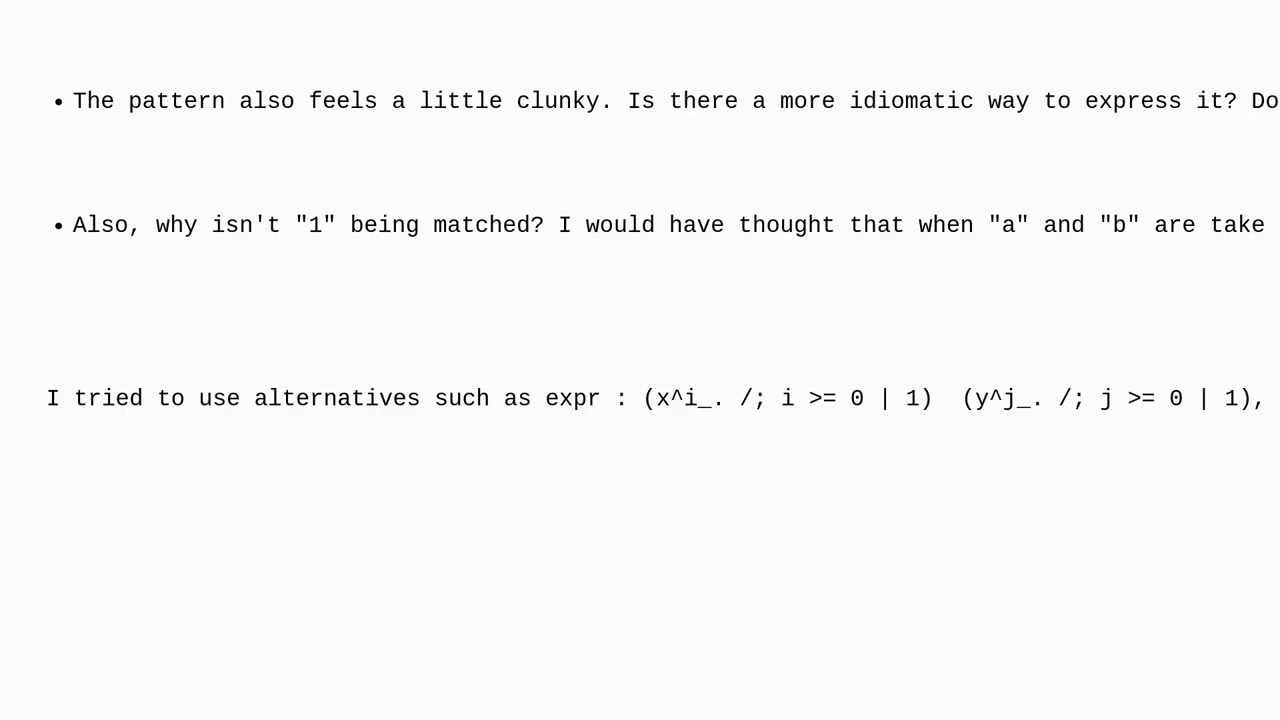 • The pattern also feels a little clunky. Is there a more idiomatic way to express it? Do
• Also, why isn't "1" being matched? I would have thought that when "a" and "b" are take
I tried to use alternatives such as expr : (x^i_. /; i >= 0 | 1)  (y^j_. /; j >= 0 | 1),